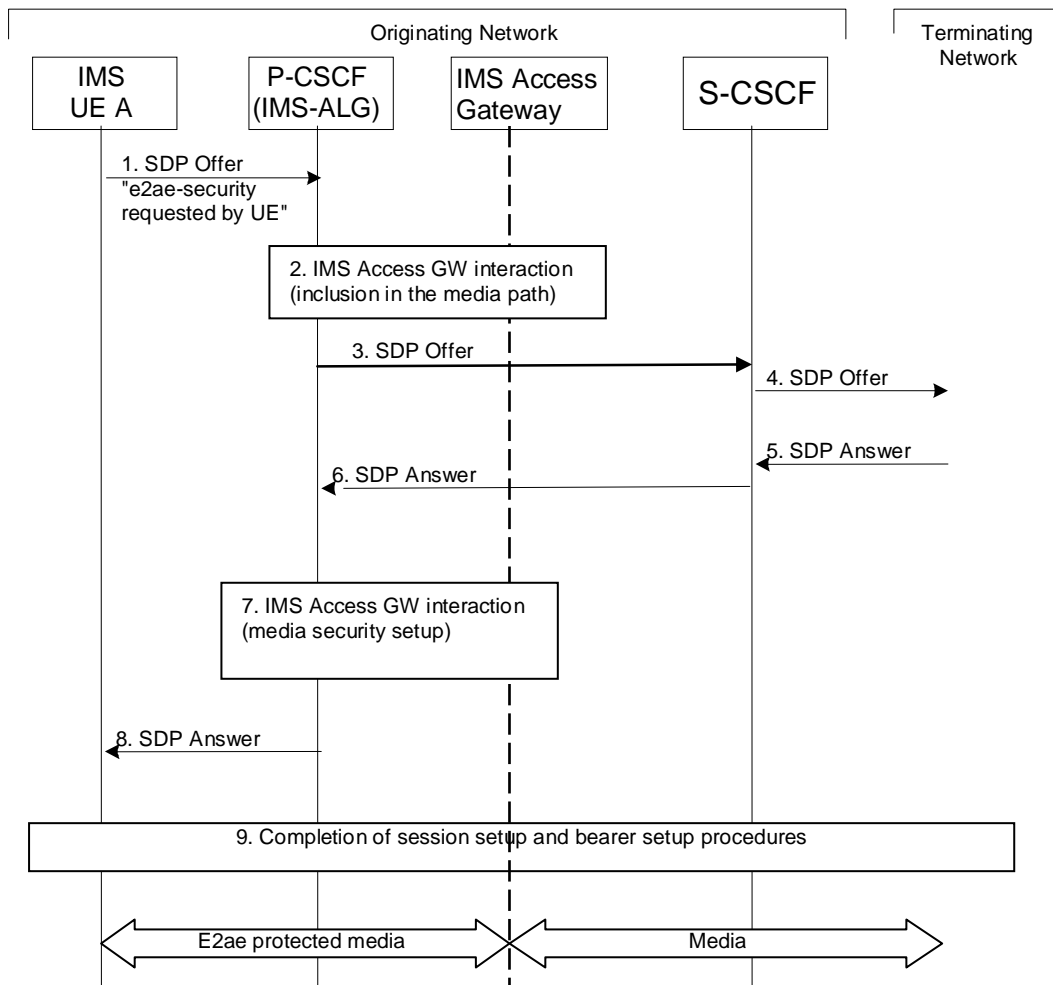 Originating Network
Terminating
Network
IMS
UE A
P-CSCF
(IMS-ALG)
IMS Access
Gateway
S-CSCF
1. SDP Offer
"e2ae-security
requested by UE"
2. IMS Access GW interaction
(inclusion in the media path)
3. SDP Offer
4. SDP Offer
5. SDP Answer
6. SDP Answer
7. IMS Access GW interaction
(media security setup)
8. SDP Answer
9. Completion of session setup and bearer setup procedures
E2ae protected media
Media